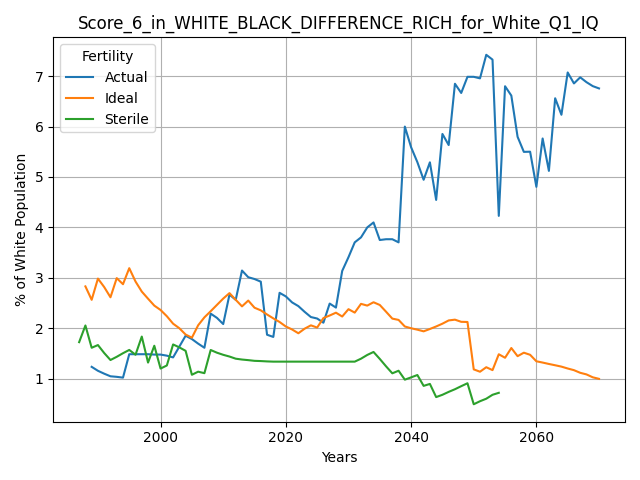 Score_6_in_WHITE_BLACK_DIFFERENCE_RICH_for_White_Q1_IQ
Fertility
Actual
Ideal
Sterile
% of White Population
7
6
5
4
3
2
1
2000 2020 2040 2060
Years